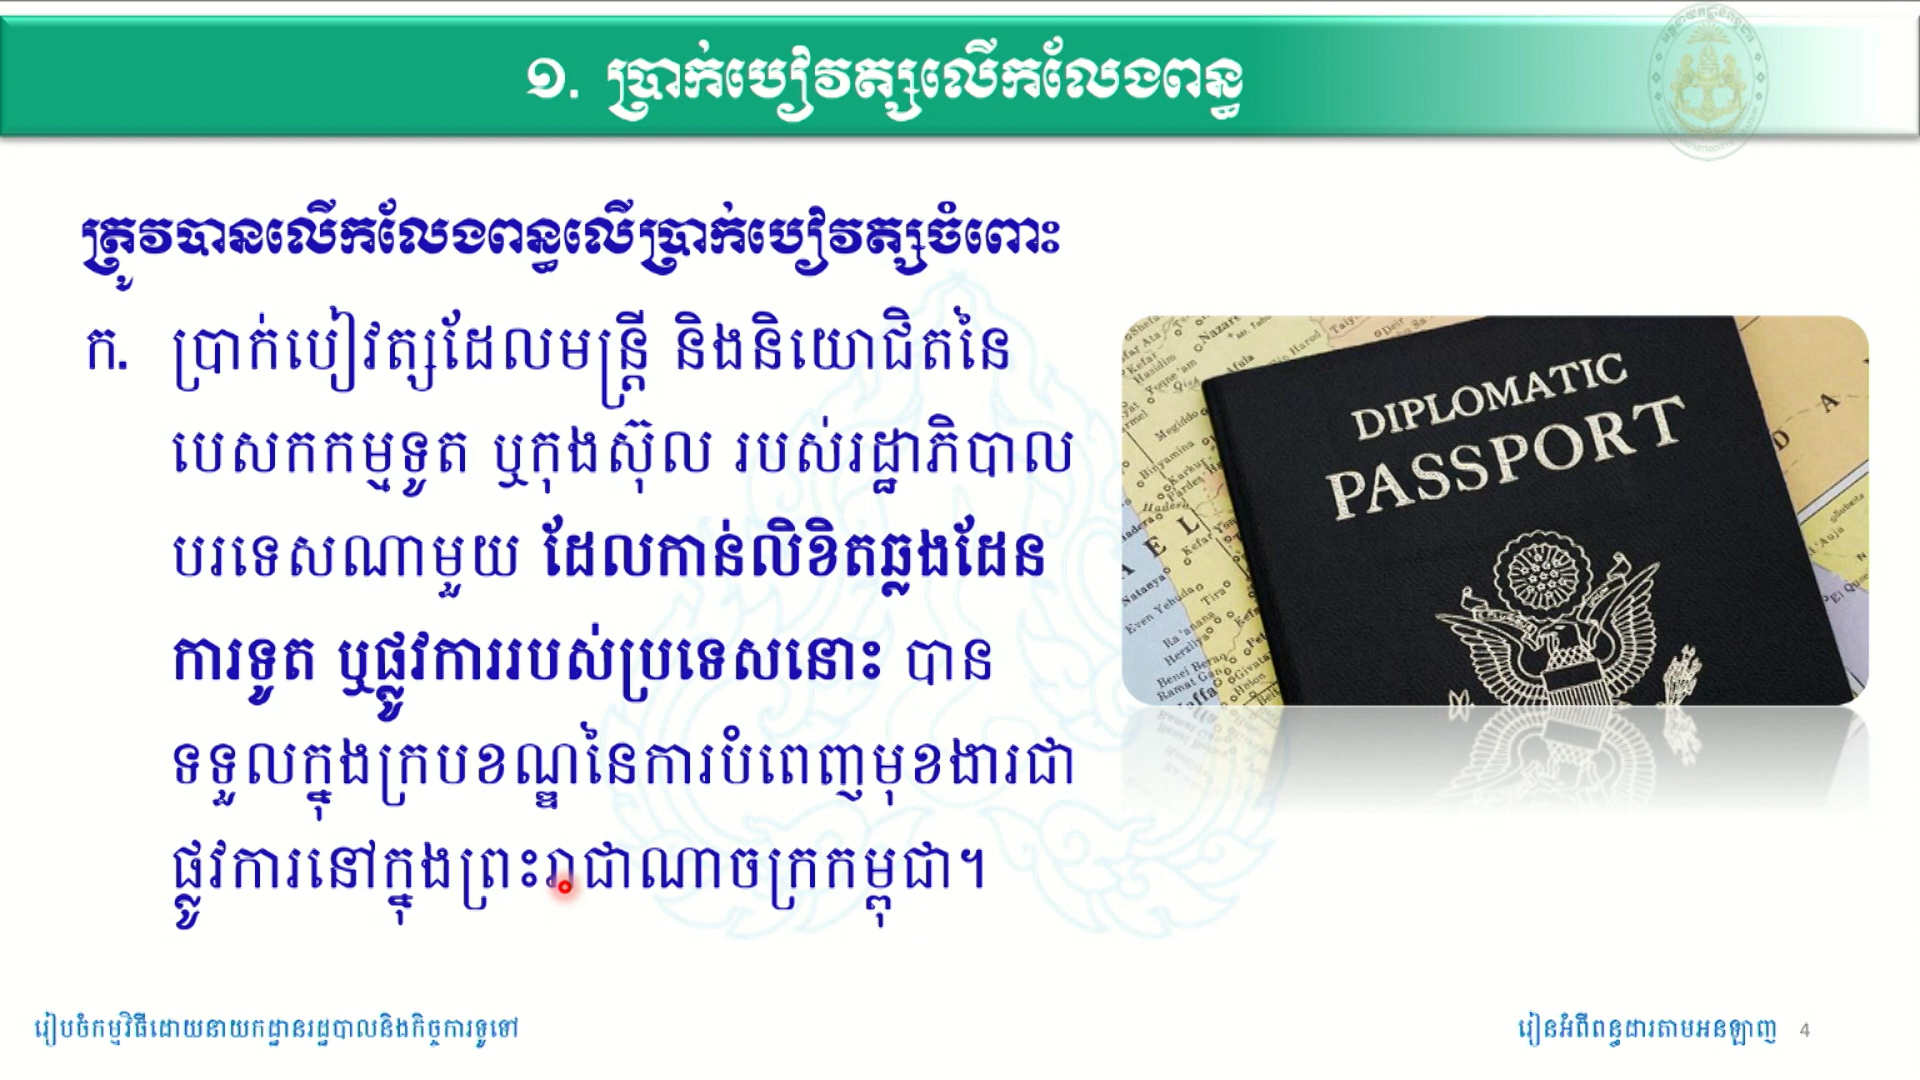 ១. ប្រាក់បៀវត្សលើកលែងពន្ធ
ត្រូវបានលើកលែងពន្ធលើប្រាក់បៀវត្សចំពោះ
ក. ប្រាក់បៀវត្សដែលមន្ត្រី និងនិយោជិតនៃ
បេសកកម្មទូត ឬកុងស៊ុល របស់រដ្ឋាភិបាល
បរទេសណាមួយ ដែលកាន់លិខិតឆ្លងដែន
ការទូត ឬផ្លូវការរបស់ប្រទេសនោះ បាន
ទទួលក្នុងក្របខណ្ឌនៃការបំពេញមុខងារជា
ផ្លូវការនៅក្នុងព្រះរាជាណាចក្រកម្ពុជា។
DIPLOMATIC
PASSPORT
រៀបចំកម្មវិធីដោយនាយកដ្ឋានរដ្ឋបាលនិងកិច្ចការទូទៅ
រៀនអំពីពន្ធដារតាមអនឡាញ 4